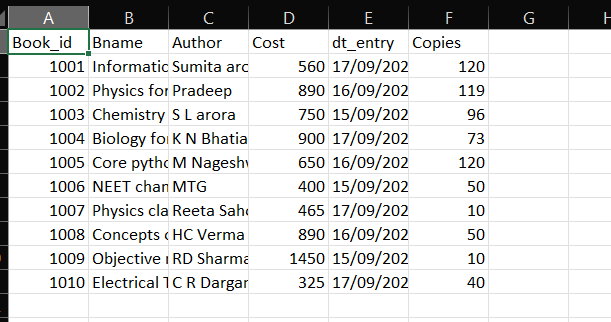 A B C D E F G
Book_id Bname Author Cost dt_entry Copies
1001 Informatic Sumita aro 560 17/09/202 120
1002 Physics for Pradeep 890 16/09/202 119
1003 Chemistry S L arora 750 15/09/202 96
1004 Biology for K N Bhatia 900 17/09/202 73
1005 Core pytho M Nageshw 650 16/09/202 120
1006 NEET chan MTG 400 15/09/202 50
1007 Physics cla Reeta Saho 465 17/09/202 10
1008 Concepts o HC Verma 890 16/09/202 50
1009 Objective RD Sharma 1450 15/09/202 10
1010 Electrical T C R Dargan 325 17/09/202 40